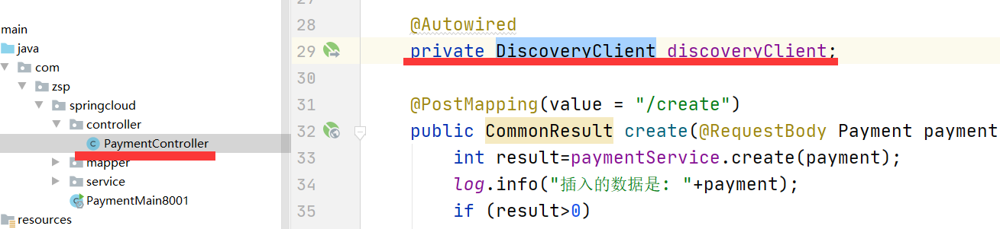 main
java
com
zsp
springcloud
controller
PaymentController
mapper
service
PaymentMain8001
resources
28 @Autowired
29 private DiscoveryClient discoveryClient;
30
31 @PostMapping(value = "/create")
32 public CommonResult create(@RequestBody Payment payment
33 int result=paymentService.create(payment);
34 log.info("插入的数据是: "+payment);
35 if (result>0)